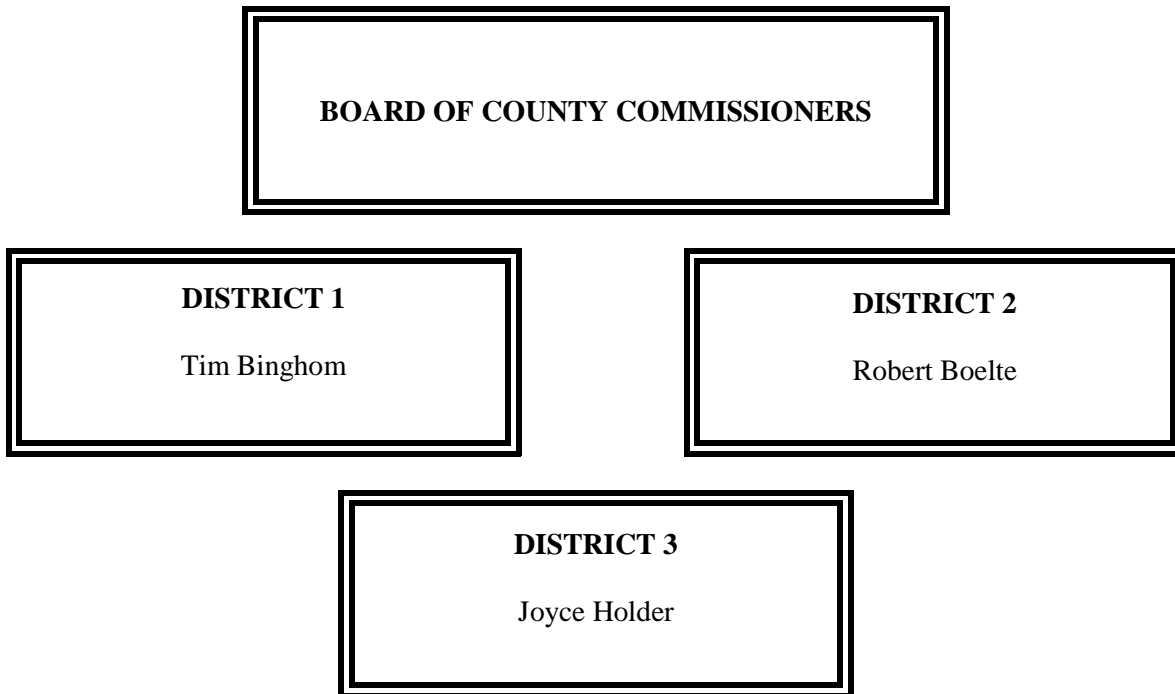 BOARD OF COUNTY COMMISSIONERS
DISTRICT 1
Tim Binghom
DISTRICT 2
Robert Boelte
DISTRICT 3
Joyce Holder